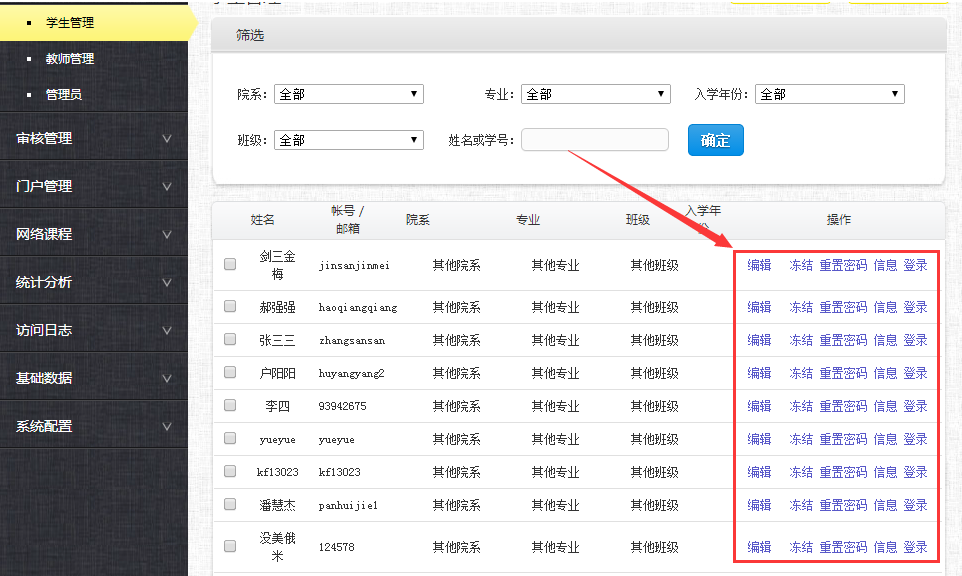 学生管理
教师管理
管理员
审核管理
门户管理
网络课程
统计分析
访问日志
基础数据
系统配置
筛选
院系： 全部 专业： 全部 入学年份： 全部
班级： 全部 姓名或学号： 确定
姓名 帐号 / 邮箱 院系 专业 班级 入学年份 操作
剑三金梅 jinsanjinmei 其他院系 其他专业 其他班级 编辑 冻结 重置密码 信息 登录
郝强强 haoqiangqiang 其他院系 其他专业 其他班级 编辑 冻结 重置密码 信息 登录
张三三 zhangsansan 其他院系 其他专业 其他班级 编辑 冻结 重置密码 信息 登录
户阳阳 huyangyang2 其他院系 其他专业 其他班级 编辑 冻结 重置密码 信息 登录
李四 93942675 其他院系 其他专业 其他班级 编辑 冻结 重置密码 信息 登录
yueyue yueyue 其他院系 其他专业 其他班级 编辑 冻结 重置密码 信息 登录
kf13023 kf13023 其他院系 其他专业 其他班级 编辑 冻结 重置密码 信息 登录
潘慧杰 panhuijie1 其他院系 其他专业 其他班级 编辑 冻结 重置密码 信息 登录
没美俄米 124578 其他院系 其他专业 其他班级 编辑 冻结 重置密码 信息 登录